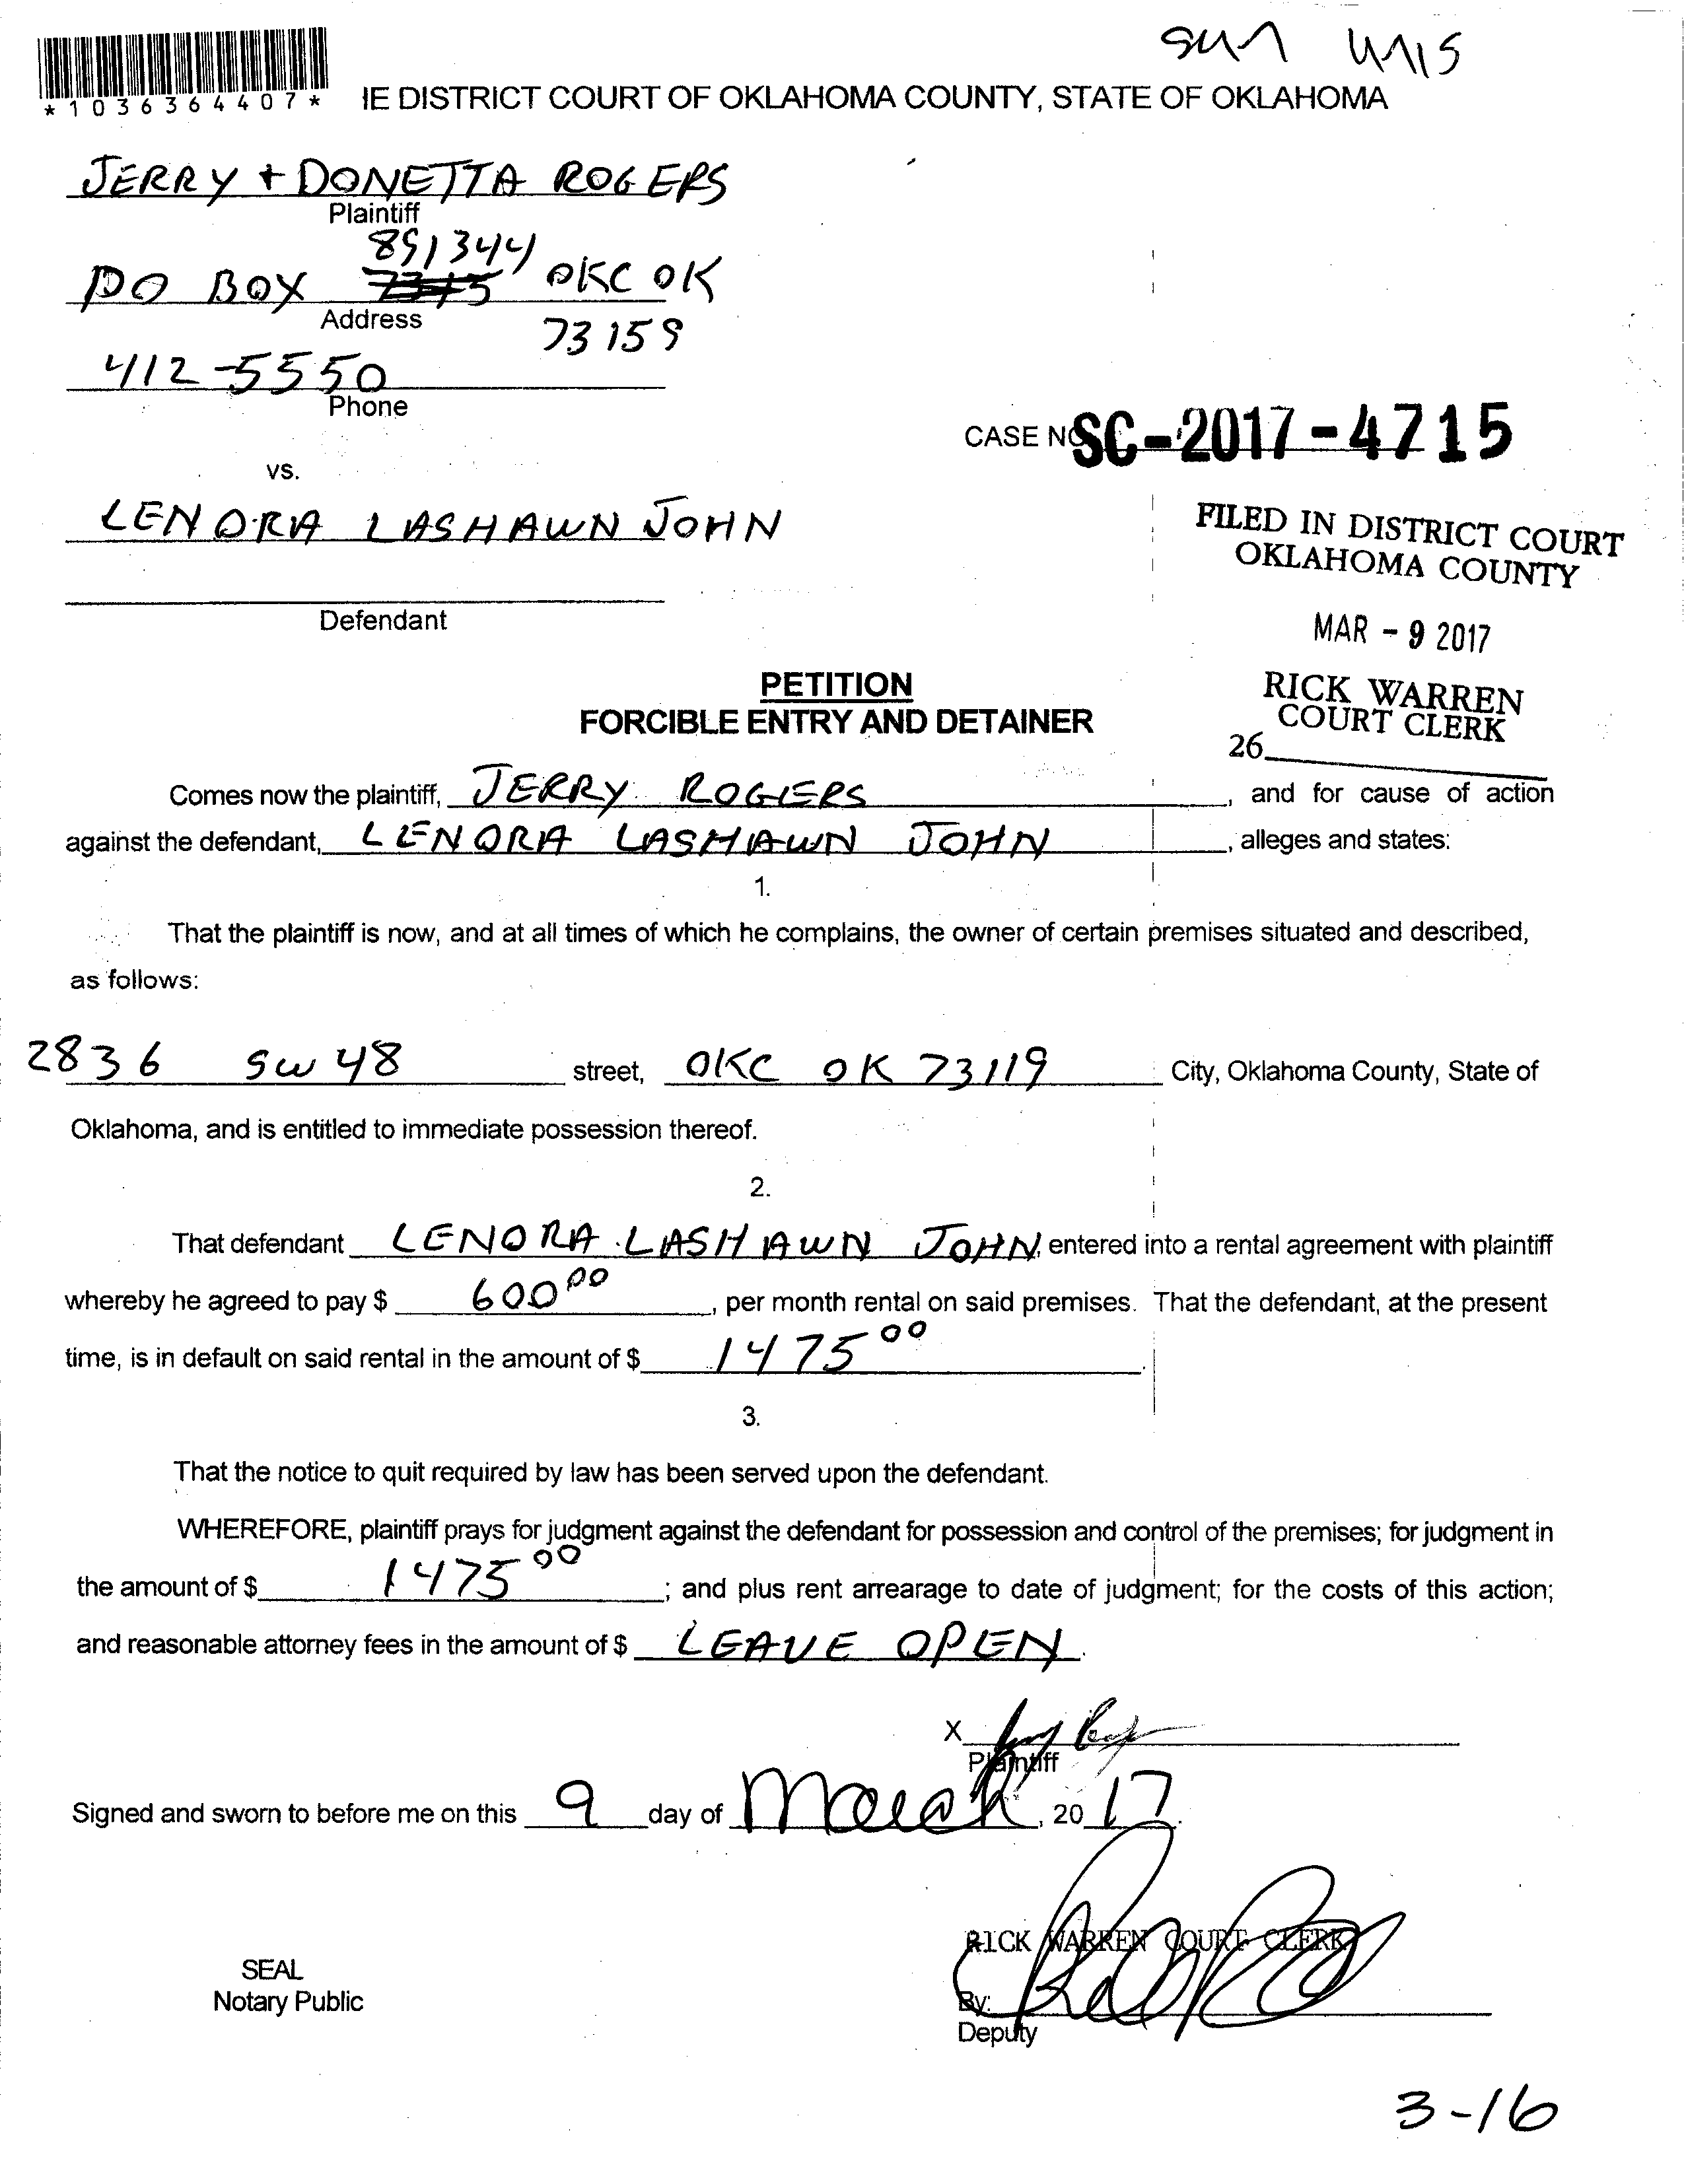 *1036364407*
IE DISTRICT COURT OF OKLAHOMA COUNTY, STATE OF OKLAHOMA
JERRY + DONETTA ROGERS
Plaintiff
891344
PO BOX OKC OK
Address
73159
412-5550
Phone
CASE NO SC-2017-4715
vs.
LENORA LASHAWN JOHN
FILED IN DISTRICT COURT
OKLAHOMA COUNTY
Defendant
MAR - 9 2017
PETITION
RICK WARREN
FORCIBLE ENTRY AND DETAINER
COURT CLERK
26
Comes now the plaintiff, JERRY ROGERS, and for cause of action
against the defendant, LENORA LASHAWN JOHN, alleges and states:
1.
That the plaintiff is now, and at all times of which he complains, the owner of certain premises situated and described,
as follows:
2836 SW 48 street, OKC OK 73119 City, Oklahoma County, State of
Oklahoma, and is entitled to immediate possession thereof.
2.
That defendant LENORA LASHAWN JOHN, entered into a rental agreement with plaintiff
whereby he agreed to pay $ 600 00, per month rental on said premises. That the defendant, at the present
time, is in default on said rental in the amount of $ 1475 00.
3.
That the notice to quit required by law has been served upon the defendant.
WHEREFORE, plaintiff prays for judgment against the defendant for possession and control of the premises; for judgment in
the amount of $ 1475 00; and plus rent arrearage to date of judgment; for the costs of this action;
and reasonable attorney fees in the amount of $ LEAVE OPEN.
X
Plaintiff
Signed and sworn to before me on this 9 day of March, 20 17.
RICK WARREN COURT CLERK
SEAL
Notary Public
By:
Deputy
3-16